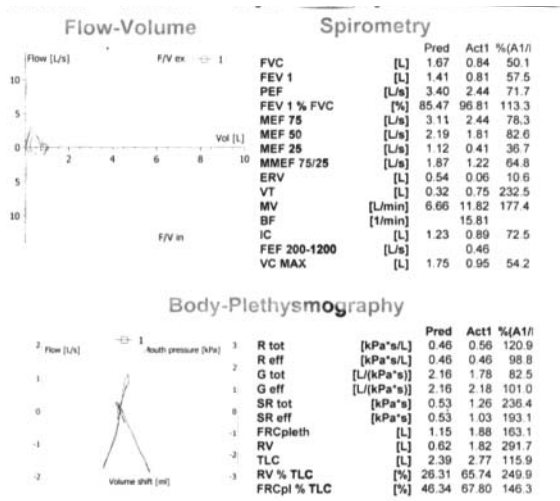 Flow-Volume
Flow [L/s]
F/V ex
1
10
5
0
5
10
2
4
6
8
10
Vol [L]
F/V in
Spirometry
Pred Act1 %(A1/
FVC [L] 1.67 0.84 50.1
FEV 1 [L] 1.41 0.81 57.5
PEF [L/s] 3.40 2.44 71.7
FEV 1 % FVC [%] 85.47 96.81 113.3
MEF 75 [L/s] 3.11 2.44 78.3
MEF 50 [L/s] 2.19 1.81 82.6
MEF 25 [L/s] 1.12 0.41 36.7
MMEF 75/25 [L/s] 1.87 1.22 64.8
ERV [L] 0.54 0.06 10.6
VT [L] 0.32 0.75 232.5
MV [L/min] 6.66 11.82 177.4
BF [1/min] 15.81
IC [L] 1.23 0.89 72.5
FEF 200-1200 [L/s] 0.46
VC MAX [L] 1.75 0.95 54.2
Body-Plethysmography
Flow [L/s]
1
Mouth pressure [kPa]
2
1
0
-1
-2
3
2
1
0
-1
-2
-3
Volume shift [ml]
Pred Act1 %(A1/
R tot [kPa*s/L] 0.46 0.56 120.9
R eff [kPa*s/L] 0.46 0.46 98.8
G tot [L/(kPa*s)] 2.16 1.78 82.5
G eff [L/(kPa*s)] 2.16 2.18 101.0
SR tot [kPa*s] 0.53 1.26 236.4
SR eff [kPa*s] 0.53 1.03 193.1
FRCpleth [L] 1.15 1.88 163.1
RV [L] 0.62 1.82 291.7
TLC [L] 2.39 2.77 115.9
RV % TLC [%] 26.31 65.74 249.9
FRCpl % TLC [%] 46.34 67.80 146.3